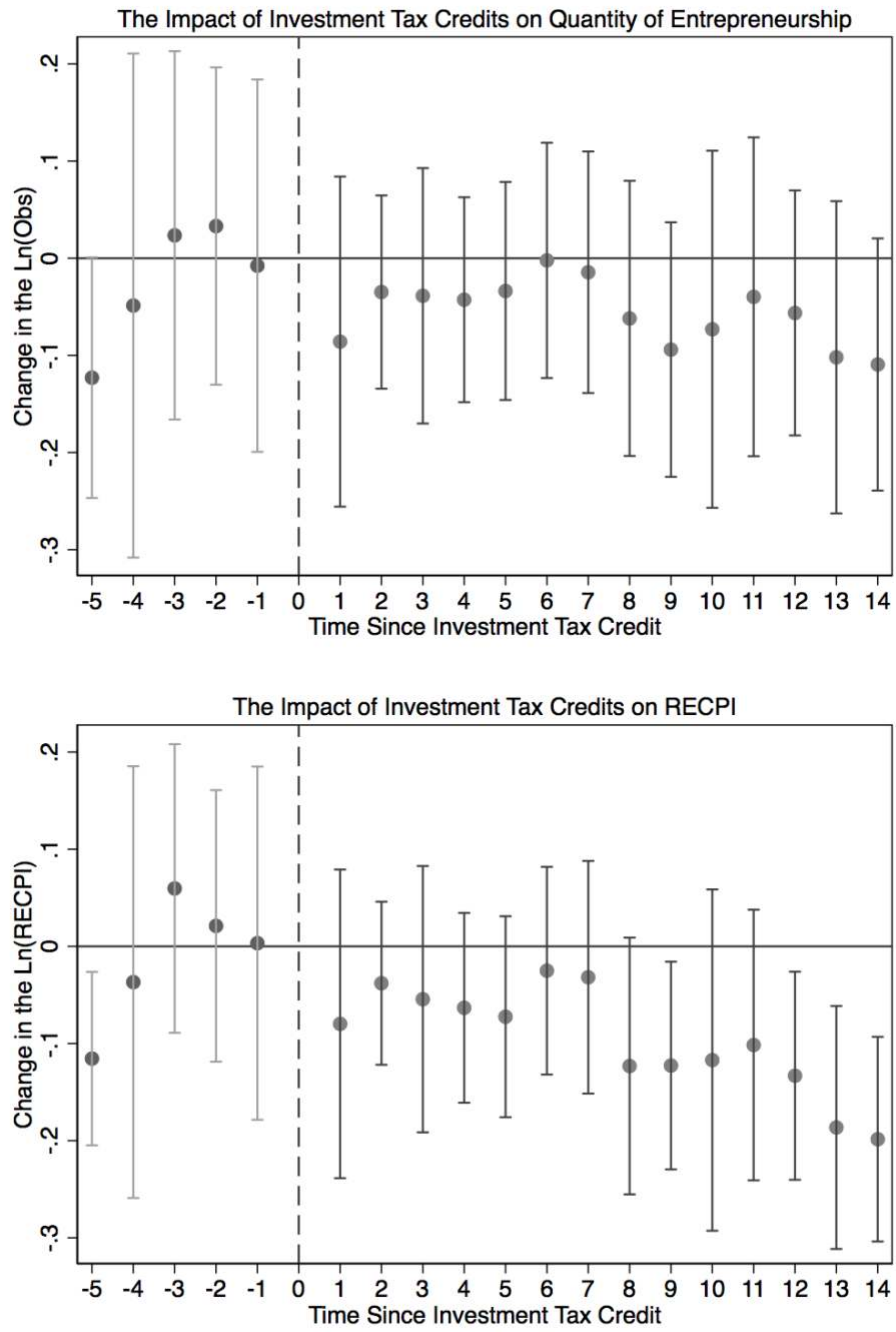 The Impact of Investment Tax Credits on Quantity of Entrepreneurship
Change in the Ln(Obs)
.2
.1
0
-.1
-.2
-.3
-5 -4 -3 -2 -1 0 1 2 3 4 5 6 7 8 9 10 11 12 13 14
Time Since Investment Tax Credit
The Impact of Investment Tax Credits on RECPI
Change in the Ln(RECPI)
.2
.1
0
-.1
-.2
-.3
-5 -4 -3 -2 -1 0 1 2 3 4 5 6 7 8 9 10 11 12 13 14
Time Since Investment Tax Credit